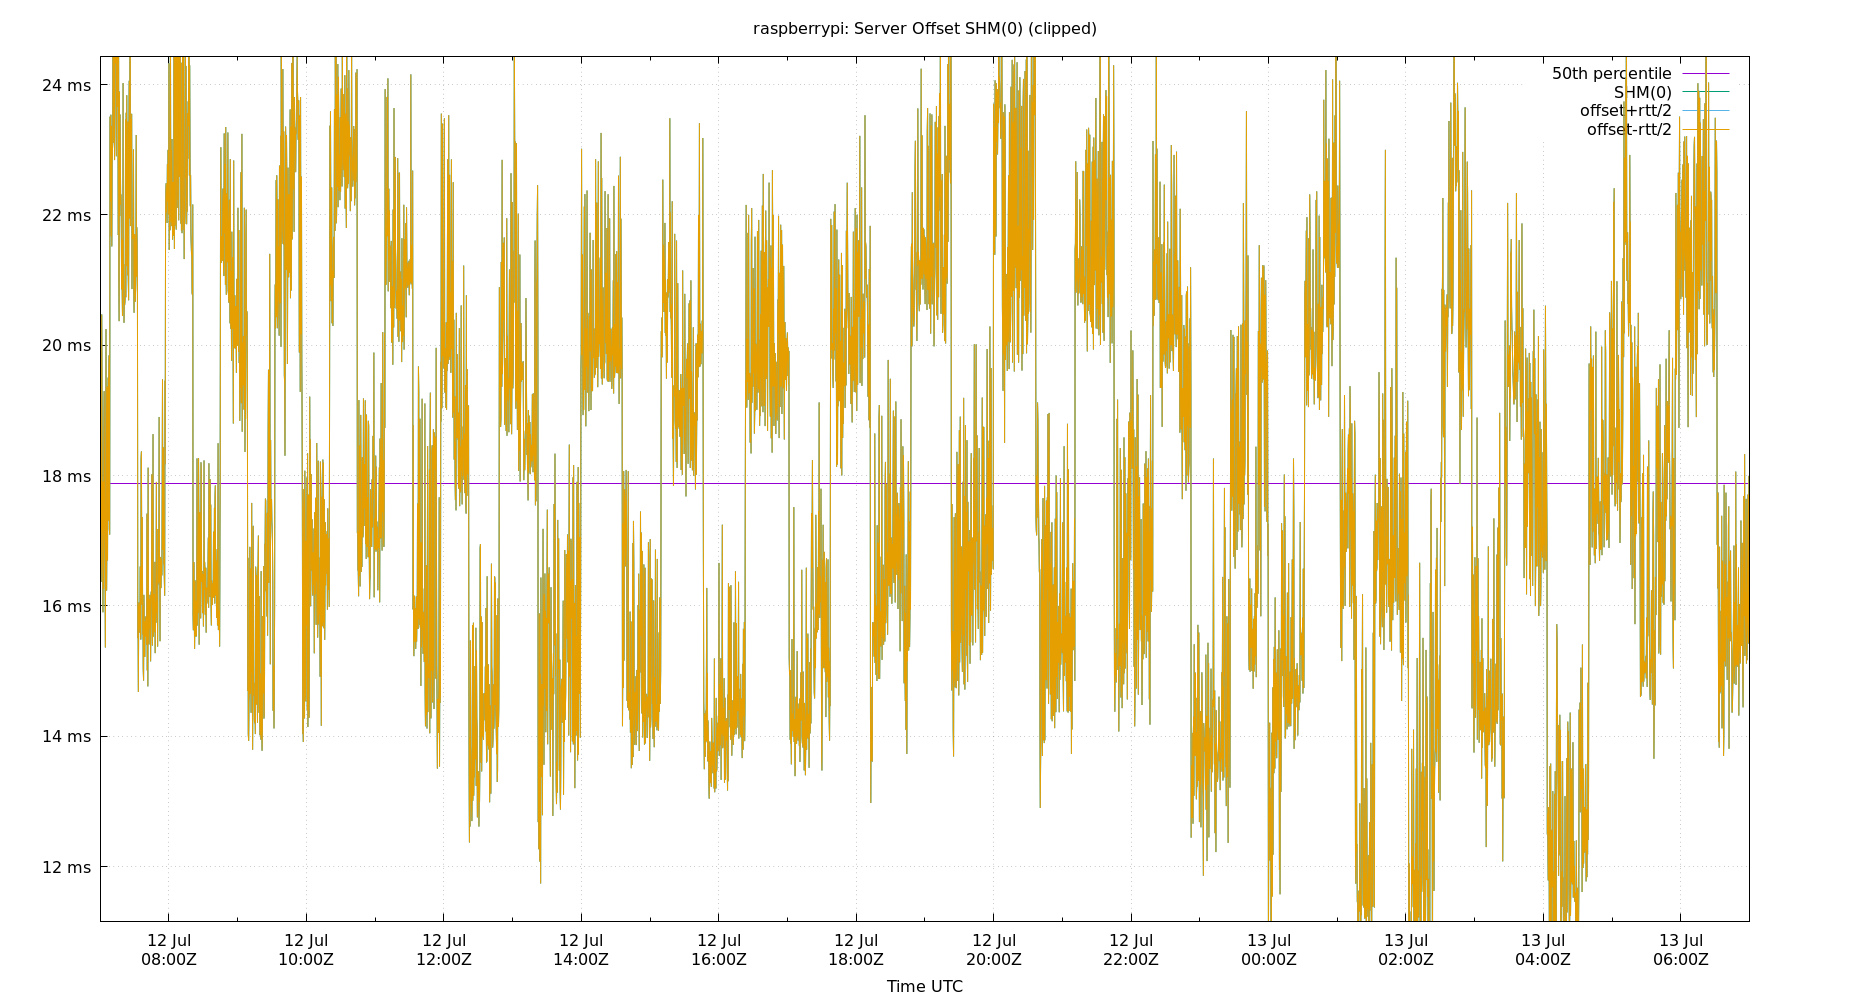 raspberrypi: Server Offset SHM(0) (clipped)
50th percentile
SHM(0)
offset+rtt/2
offset-rtt/2
24 ms
22 ms
20 ms
18 ms
16 ms
14 ms
12 ms
12 Jul 12 Jul 12 Jul 12 Jul 12 Jul 12 Jul 12 Jul 12 Jul 13 Jul 13 Jul 13 Jul 13 Jul
08:00Z 10:00Z 12:00Z 14:00Z 16:00Z 18:00Z 20:00Z 22:00Z 00:00Z 02:00Z 04:00Z 06:00Z
Time UTC